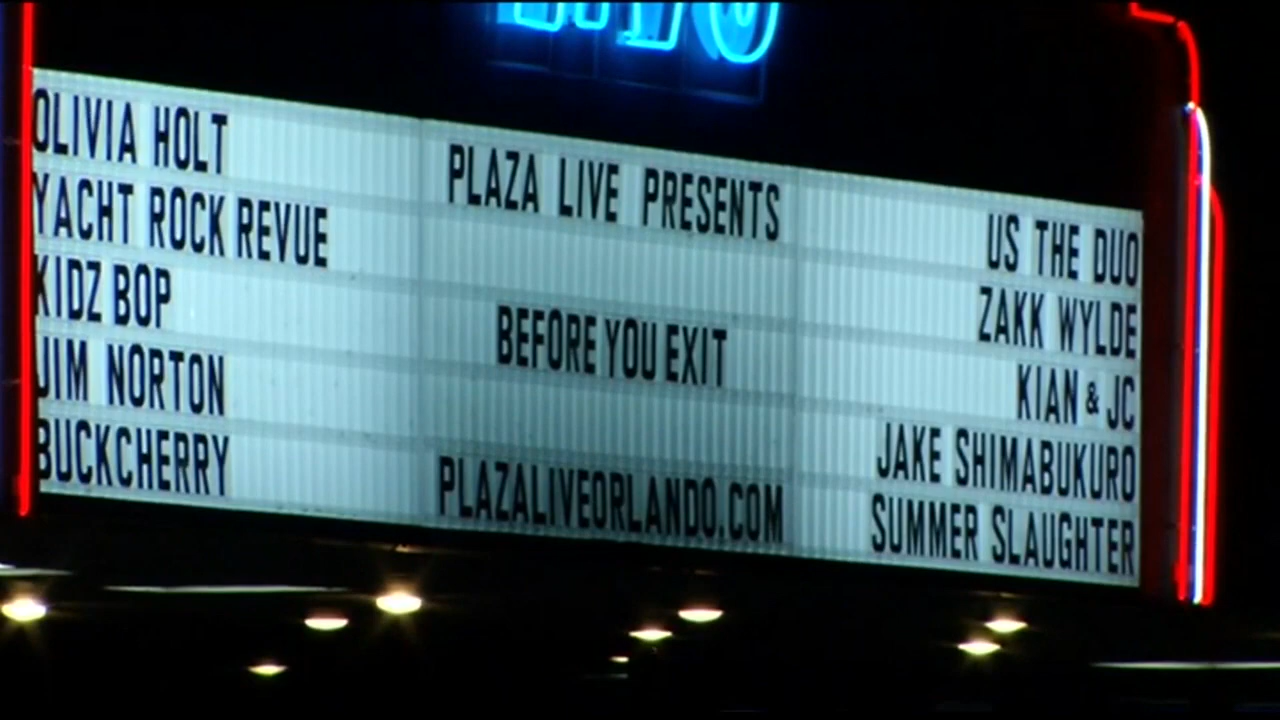 OLIVIA HOLT
YACHT ROCK REVUE
KIDZ BOP
JIM NORTON
BUCKCHERRY
PLAZA LIVE PRESENTS
BEFORE YOU EXIT
PLAZALIVEORLANDO.COM
US THE DUO
ZAKK WYLDE
KIAN & JC
JAKE SHIMABUKURO
SUMMER SLAUGHTER